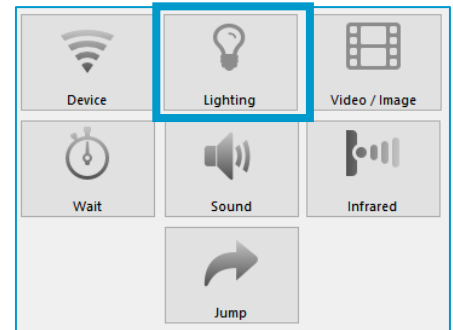 Device
Lighting
Video / Image
Wait
Sound
Infrared
Jump